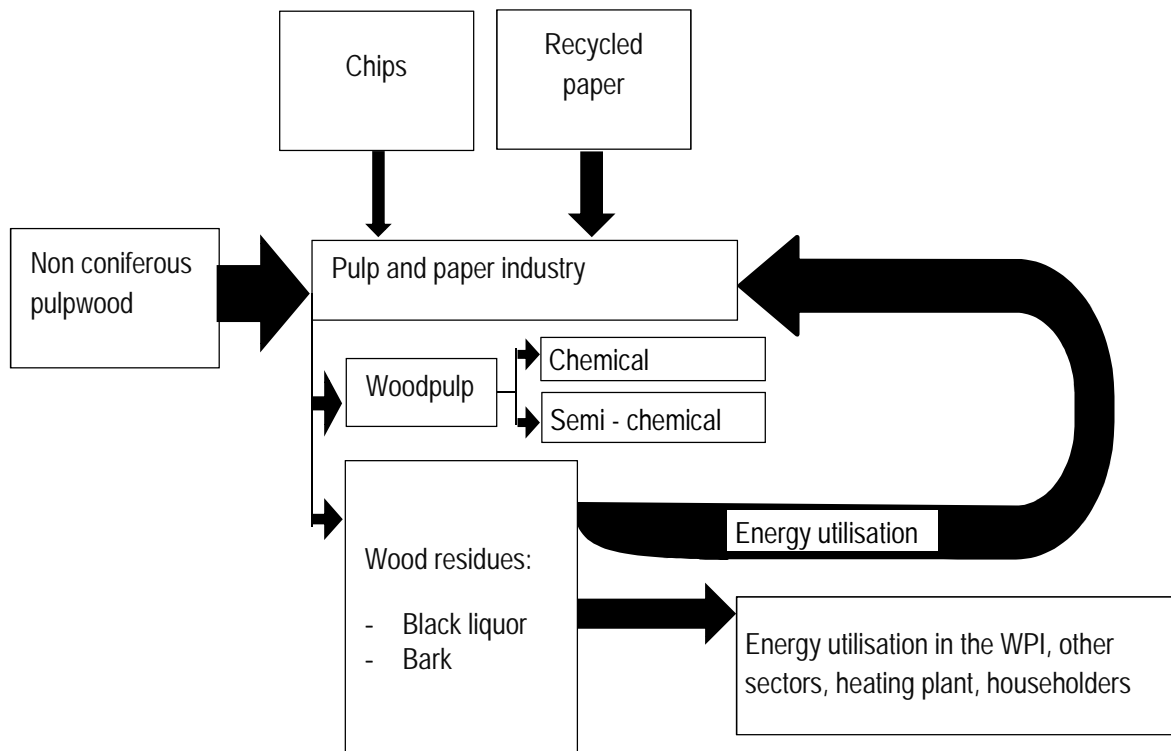 Chips
Recycled
paper
Non coniferous
pulpwood
Pulp and paper industry
Woodpulp
Chemical
Semi - chemical
Wood residues:
- Black liquor
- Bark
Energy utilisation
Energy utilisation in the WPI, other
sectors, heating plant, householders